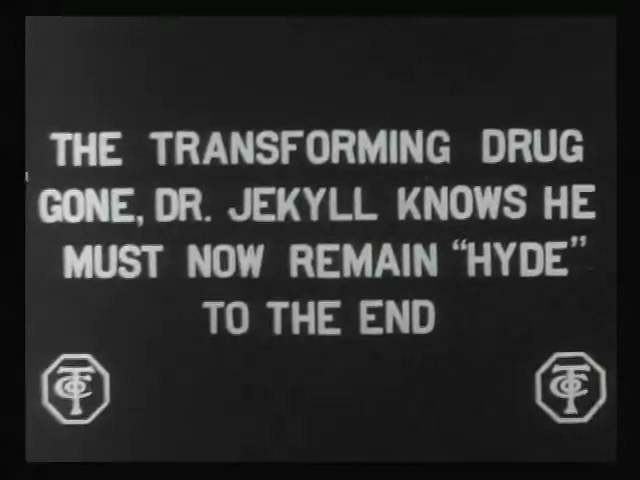 THE TRANSFORMING DRUG
GONE, DR. JEKYLL KNOWS HE
MUST NOW REMAIN “HYDE”
TO THE END